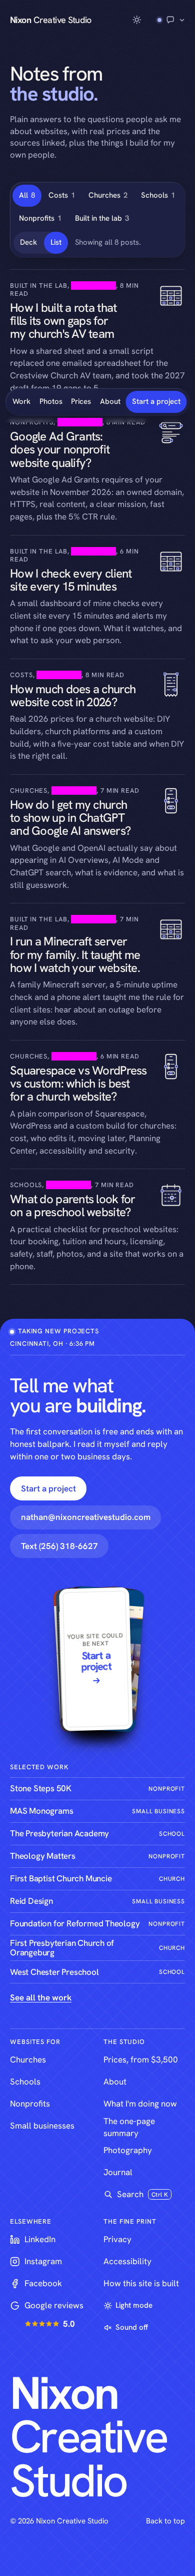 Nixon Creative Studio
Notes from
the studio.
Plain answers to the questions people ask me
about websites, with real prices and the
sources linked, plus the things I build for my
own people.
All 8 Costs 1 Churches 2 Schools 1
Nonprofits 1 Built in the lab 3
Deck List Showing all 8 posts.
BUILT IN THE LAB, 8 MIN
READ
How I built a rota that
fills its own gaps for
my church's AV team
How a shared sheet and a small script
replaced one emailed spreadsheet for the
Crestview Church AV team, and how the 2027
Work Photos Prices About Start a project
Google Ad Grants:
does your nonprofit
website qualify?
What Google Ad Grants requires of your
website in November 2026: an owned domain,
HTTPS, real content, a clear mission, fast
pages, plus the 5% CTR rule.
BUILT IN THE LAB, 6 MIN
READ
How I check every client
site every 15 minutes
A small dashboard of mine checks every
client site every 15 minutes and alerts my
phone if one goes down. What it watches, and
what to ask your own web person.
COSTS, 8 MIN READ
How much does a church
website cost in 2026?
Real 2026 prices for a church website: DIY
builders, church platforms and a custom
build, with a five-year cost table and when DIY
is the right call.
CHURCHES, 7 MIN READ
How do I get my church
to show up in ChatGPT
and Google AI answers?
What Google and OpenAI actually say about
appearing in AI Overviews, AI Mode and
ChatGPT search, what is evidence, and what is
still guesswork.
BUILT IN THE LAB, 7 MIN
READ
I run a Minecraft server
for my family. It taught me
how I watch your website.
A family Minecraft server, a 5-minute uptime
check and a phone alert taught me the rule for
client sites: hear about an outage before
anyone else does.
CHURCHES, 6 MIN READ
Squarespace vs WordPress
vs custom: which is best
for a church website?
A plain comparison of Squarespace,
WordPress and a custom build for churches:
cost, who edits it, moving later, Planning
Center, accessibility and security.
SCHOOLS, 7 MIN READ
What do parents look for
on a preschool website?
A practical checklist for preschool websites:
tour booking, tuition and hours, licensing,
safety, staff, photos, and a site that works on a
phone.
TAKING NEW PROJECTS
CINCINNATI, OH · 6:36 PM
Tell me what
you are building.
The first conversation is free and ends with an
honest ballpark. I read it myself and reply
within one or two business days.
Start a project
nathan@nixoncreativestudio.com
Text (256) 318-6627
YOUR SITE COULD
BE NEXT
Start a
project
→
SELECTED WORK
Stone Steps 50K NONPROFIT
MAS Monograms SMALL BUSINESS
The Presbyterian Academy SCHOOL
Theology Matters NONPROFIT
First Baptist Church Muncie CHURCH
Reid Design SMALL BUSINESS
Foundation for Reformed Theology NONPROFIT
First Presbyterian Church of
Orangeburg CHURCH
West Chester Preschool SCHOOL
See all the work
WEBSITES FOR
Churches
Schools
Nonprofits
Small businesses
THE STUDIO
Prices, from $3,500
About
What I'm doing now
The one-page
summary
Photography
Journal
Search Ctrl K
ELSEWHERE
LinkedIn
Instagram
Facebook
Google reviews
★★★★★ 5.0
THE FINE PRINT
Privacy
Accessibility
How this site is built
Light mode
Sound off
Nixon
Creative
Studio
© 2026 Nixon Creative Studio Back to top